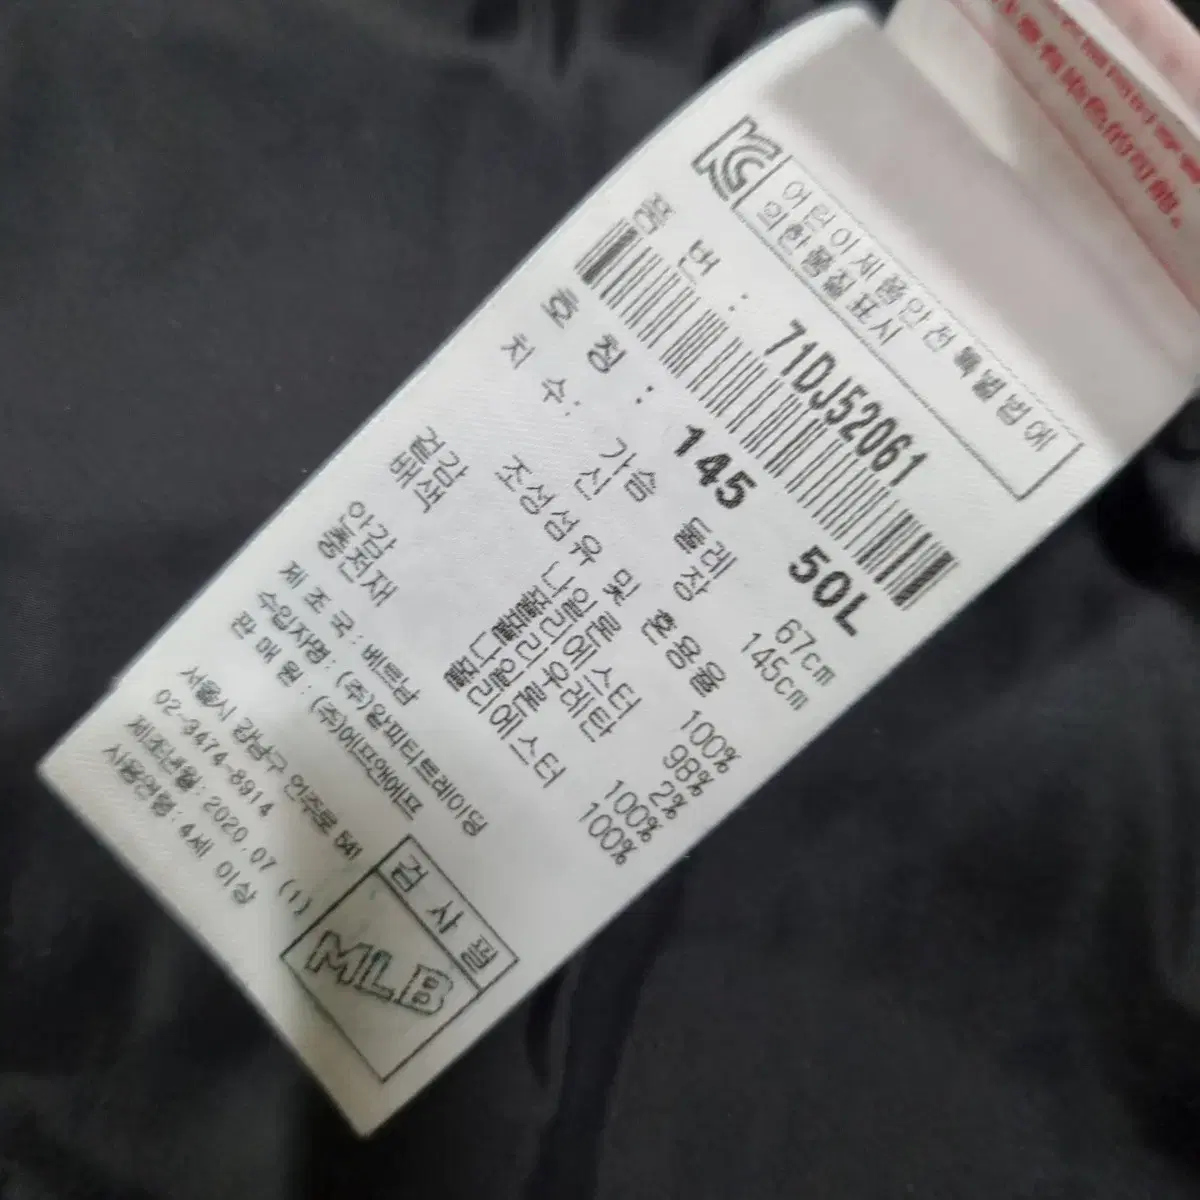 KC 어린이제품안전 특별법에
의한품질표시
품 번 : 71DJ52061
호 칭 : 145 50L
치 수: 가슴 둘레 67cm
신 장 145cm
조성섬유 및 혼용율
겉감 나일론 100%
배색 폴리에스터 98%
폴리우레탄 2%
안감 나일론 100%
충전재 폴리에스터 100%
제 조 국 : 베트남
수입자명 : (주)알피티트레이딩
판 매 원 : (주)에프앤에프
서울시 강남구 언주로 541
02-3474-8914
제조년월: 2020.07 (1)
사용연령: 4세 이상
검 사 필
MLB